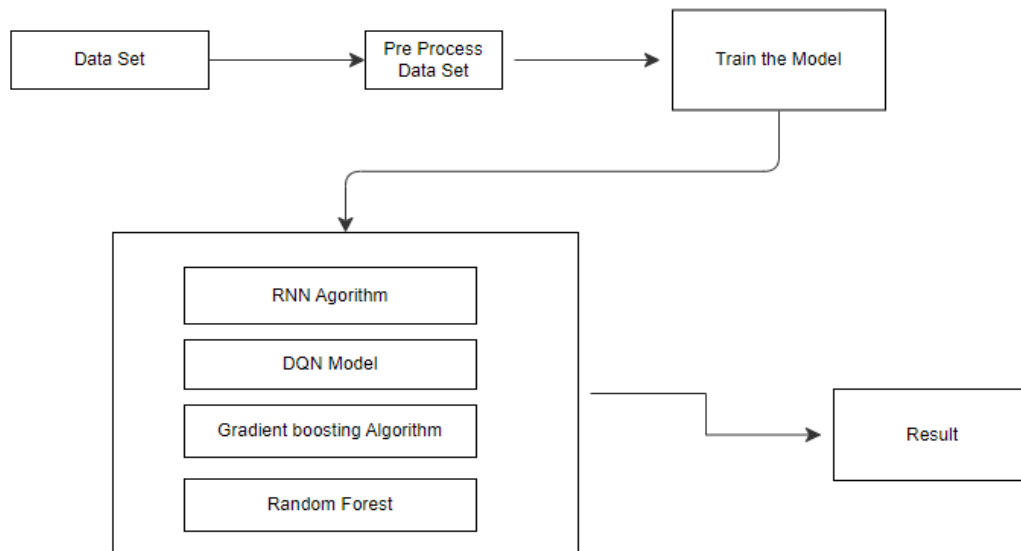 Data Set
Pre Process
Data Set
Train the Model
RNN Agorithm
DQN Model
Gradient boosting Algorithm
Random Forest
Result